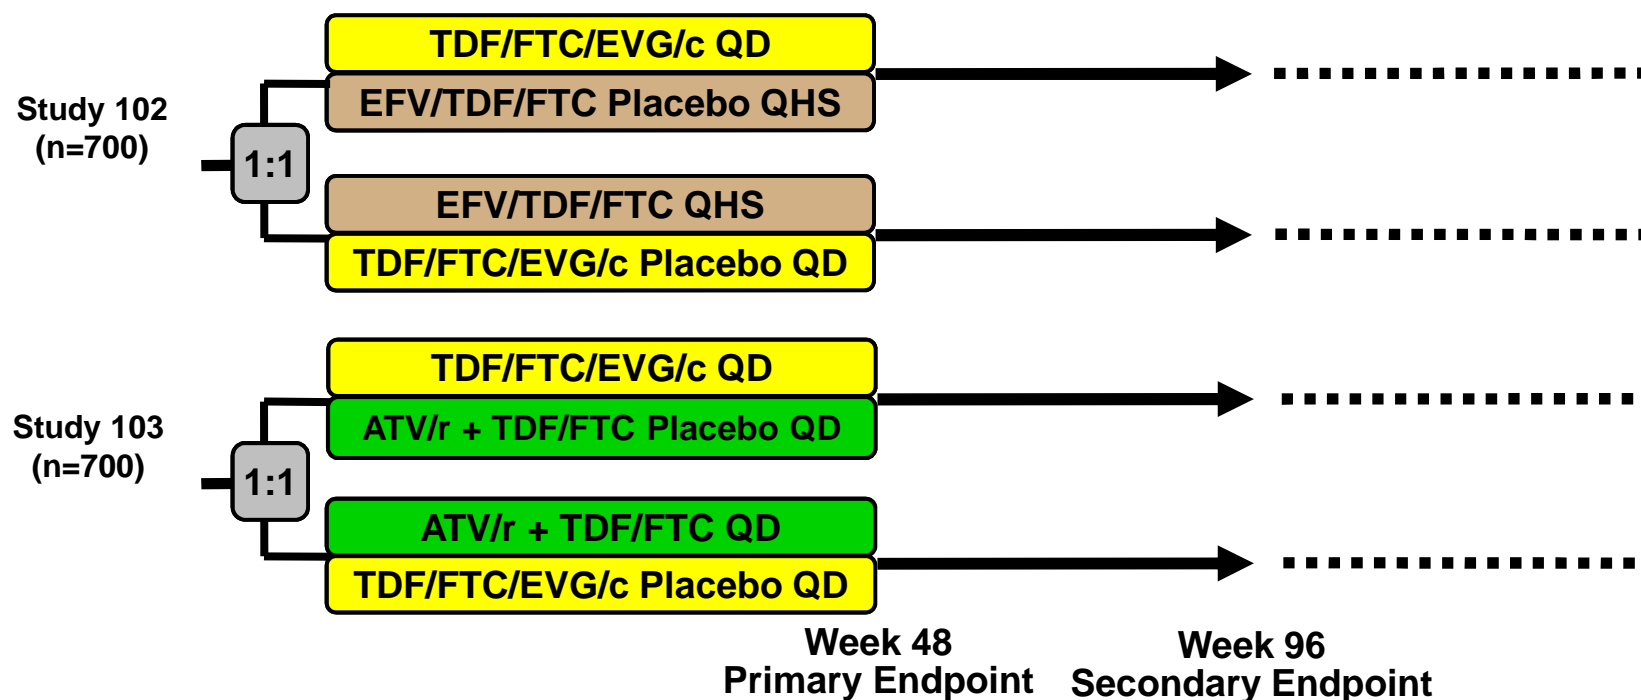 TDF/FTC/EVG/c QD
EFV/TDF/FTC Placebo QHS
Study 102
(n=700)
1:1
EFV/TDF/FTC QHS
TDF/FTC/EVG/c Placebo QD
TDF/FTC/EVG/c QD
ATV/r + TDF/FTC Placebo QD
Study 103
(n=700)
1:1
ATV/r + TDF/FTC QD
TDF/FTC/EVG/c Placebo QD
Week 48
Primary Endpoint
Week 96
Secondary Endpoint